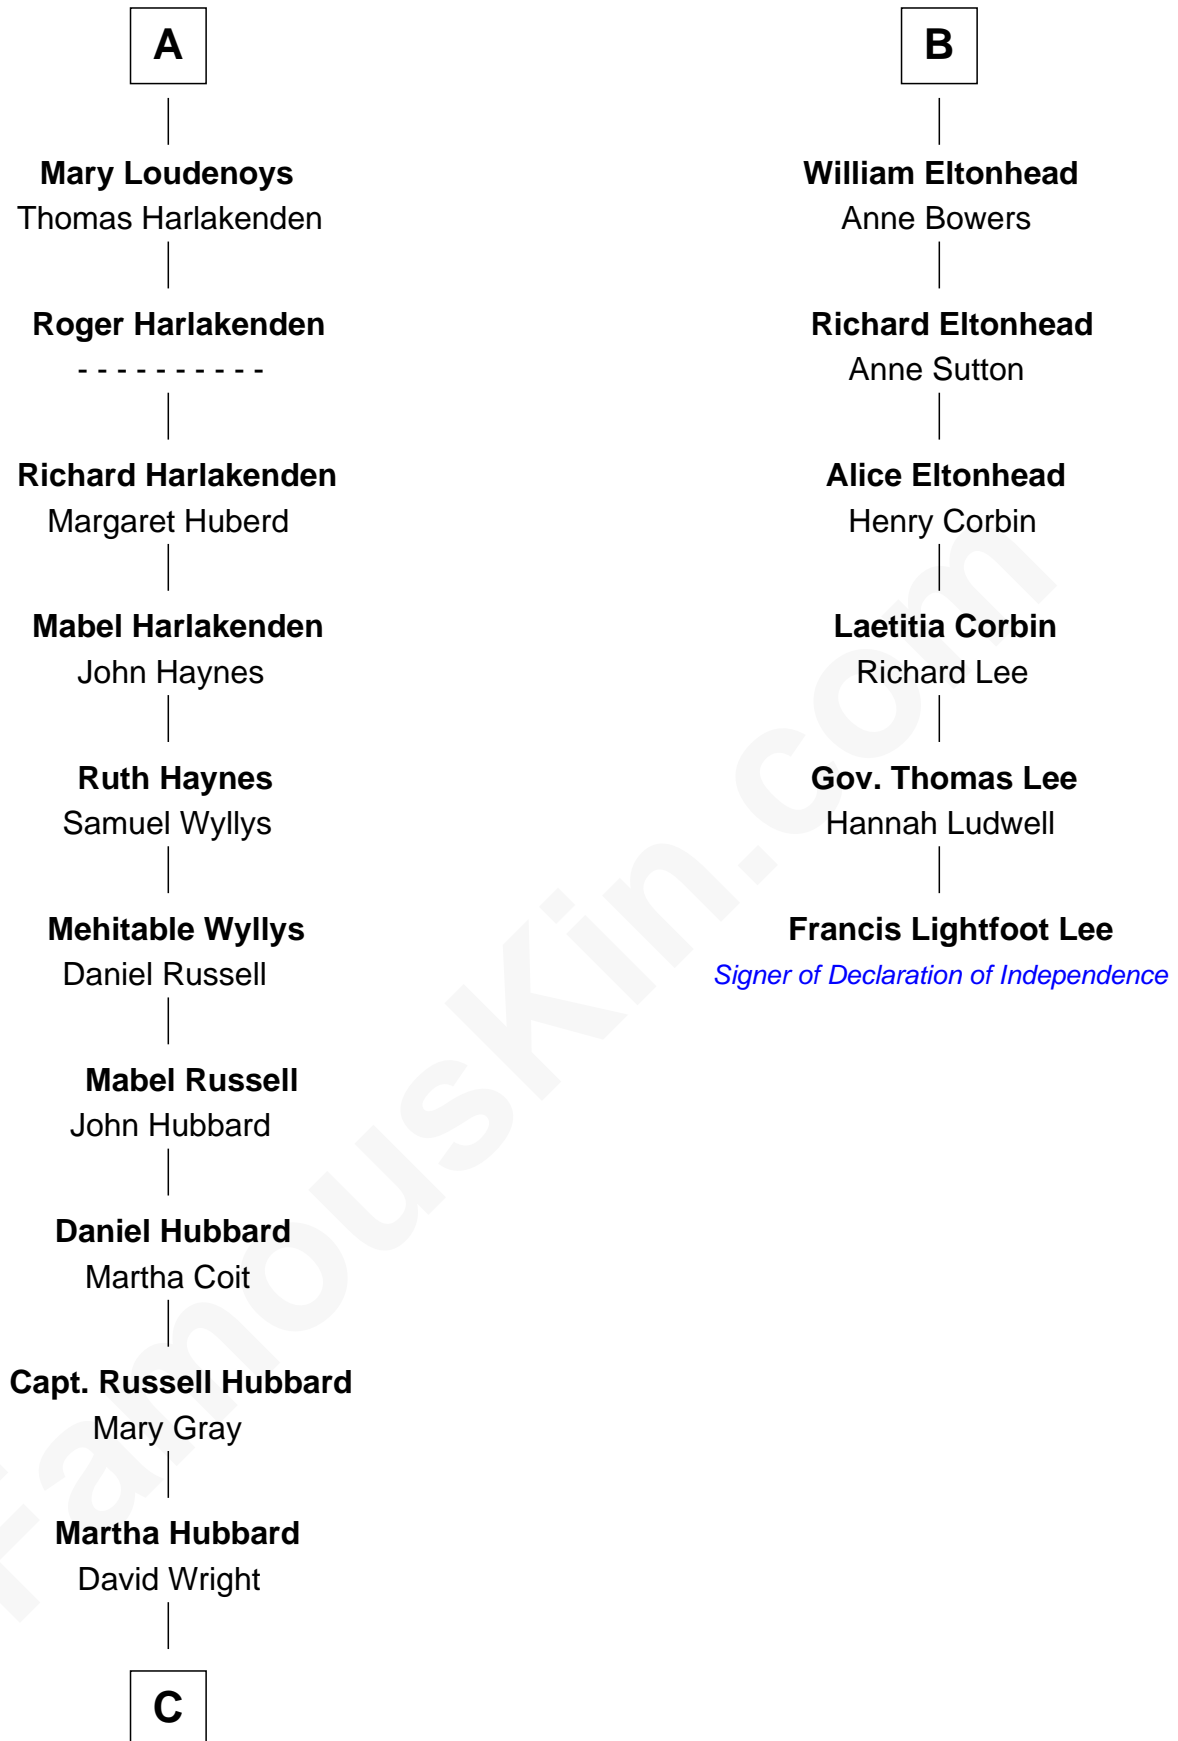 A
Mary Loudenoys
Thomas Harlakenden
Roger Harlakenden
- - - - - - - - - -
Richard Harlakenden
Margaret Huberd
Mabel Harlakenden
John Haynes
Ruth Haynes
Samuel Wyllys
Mehitable Wyllys
Daniel Russell
Mabel Russell
John Hubbard
Daniel Hubbard
Martha Coit
Capt. Russell Hubbard
Mary Gray
Martha Hubbard
David Wright
C
B
William Eltonhead
Anne Bowers
Richard Eltonhead
Anne Sutton
Alice Eltonhead
Henry Corbin
Laetitia Corbin
Richard Lee
Gov. Thomas Lee
Hannah Ludwell
Francis Lightfoot Lee
Signer of Declaration of Independence
FamousKin.com